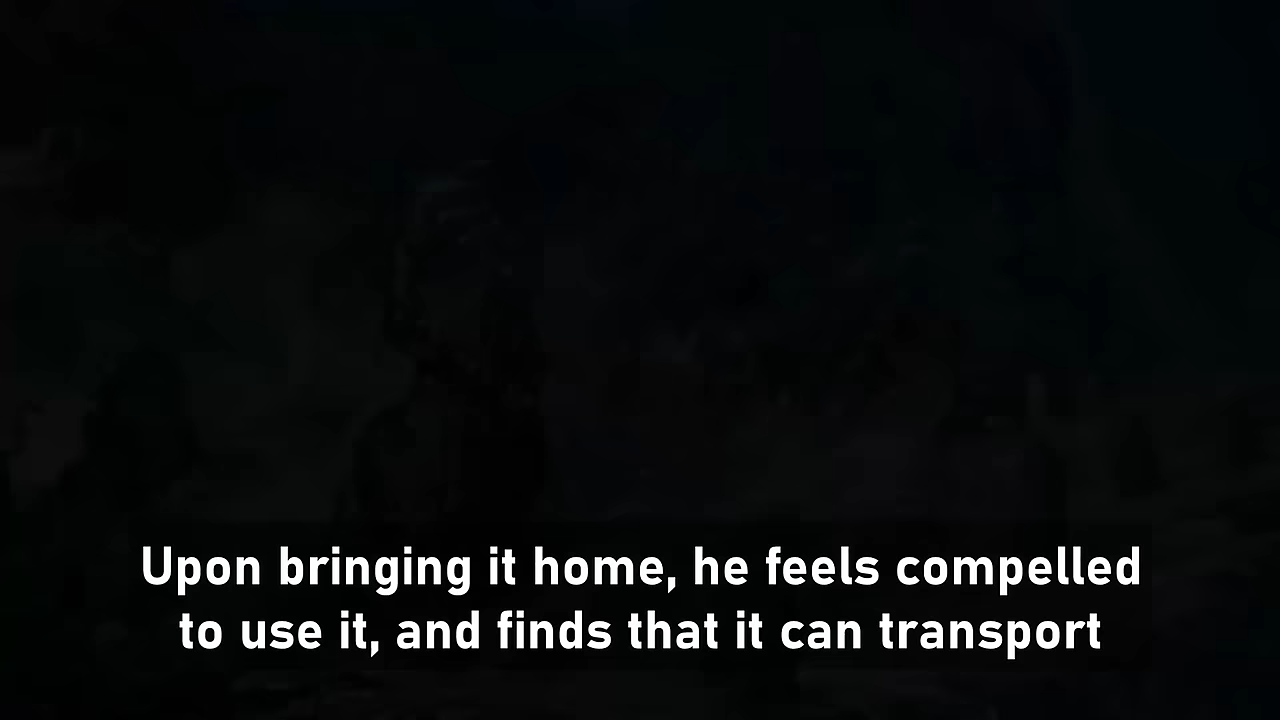 Upon bringing it home, he feels compelled
to use it, and finds that it can transport